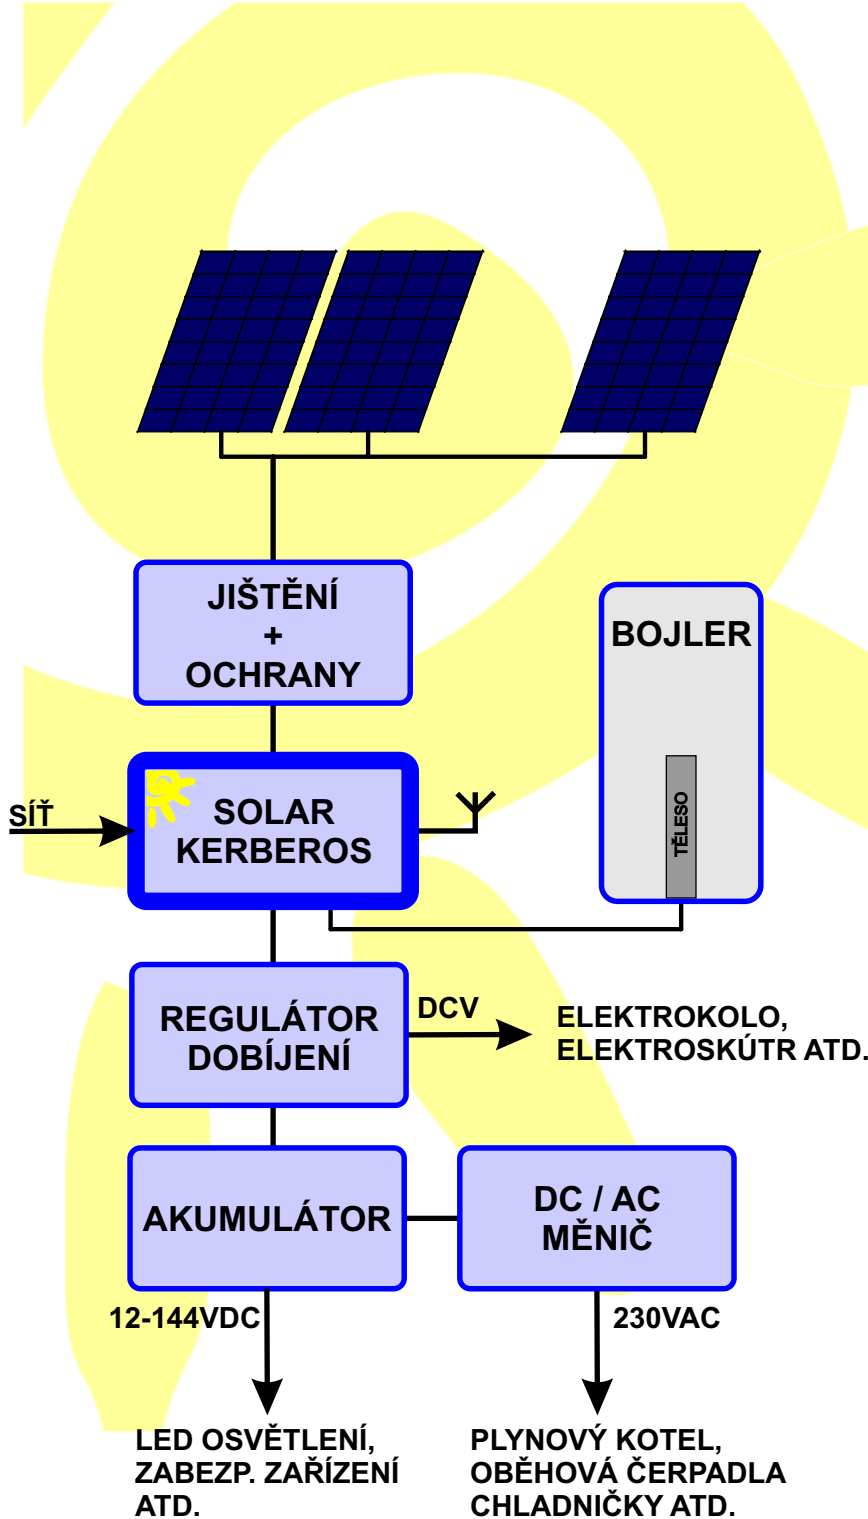 JIŠTĚNÍ
+
OCHRANY
BOJLER
TĚLESO
SÍŤ
SOLAR
KERBEROS
REGULÁTOR
DOBÍJENÍ
DCV
ELEKTROKOLO,
ELEKTROSKÚTR ATD.
AKUMULÁTOR
DC / AC
MĚNIČ
12-144VDC
230VAC
LED OSVĚTLENÍ,
ZABEZP. ZAŘÍZENÍ
ATD.
PLYNOVÝ KOTEL,
OBĚHOVÁ ČERPADLA
CHLADNIČKY ATD.